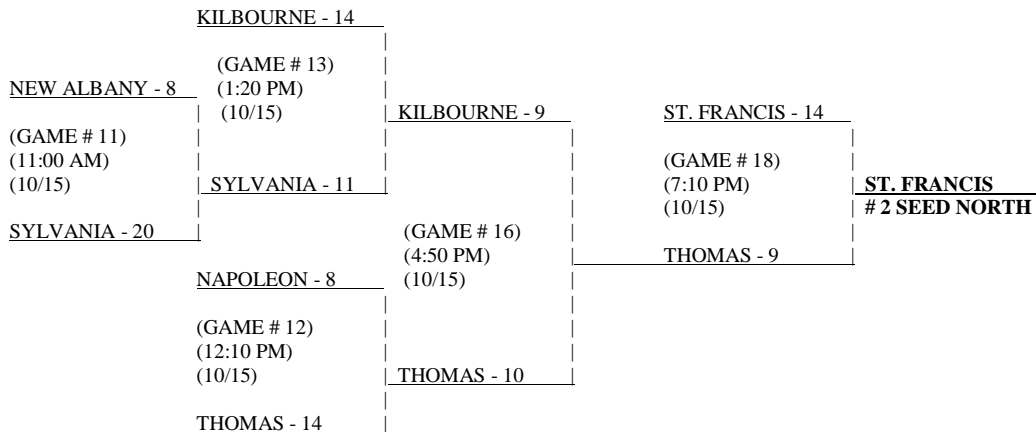 KILBOURNE - 14
(GAME # 13)
NEW ALBANY - 8
(1:20 PM)
(10/15)
KILBOURNE - 9
ST. FRANCIS - 14
(GAME # 11)
(11:00 AM)
(GAME # 18)
(10/15)
SYLVANIA - 11
(7:10 PM)
ST. FRANCIS
(10/15)
# 2 SEED NORTH
SYLVANIA - 20
(GAME # 16)
(4:50 PM)
THOMAS - 9
NAPOLEON - 8
(10/15)
(GAME # 12)
(12:10 PM)
(10/15)
THOMAS - 10
THOMAS - 14